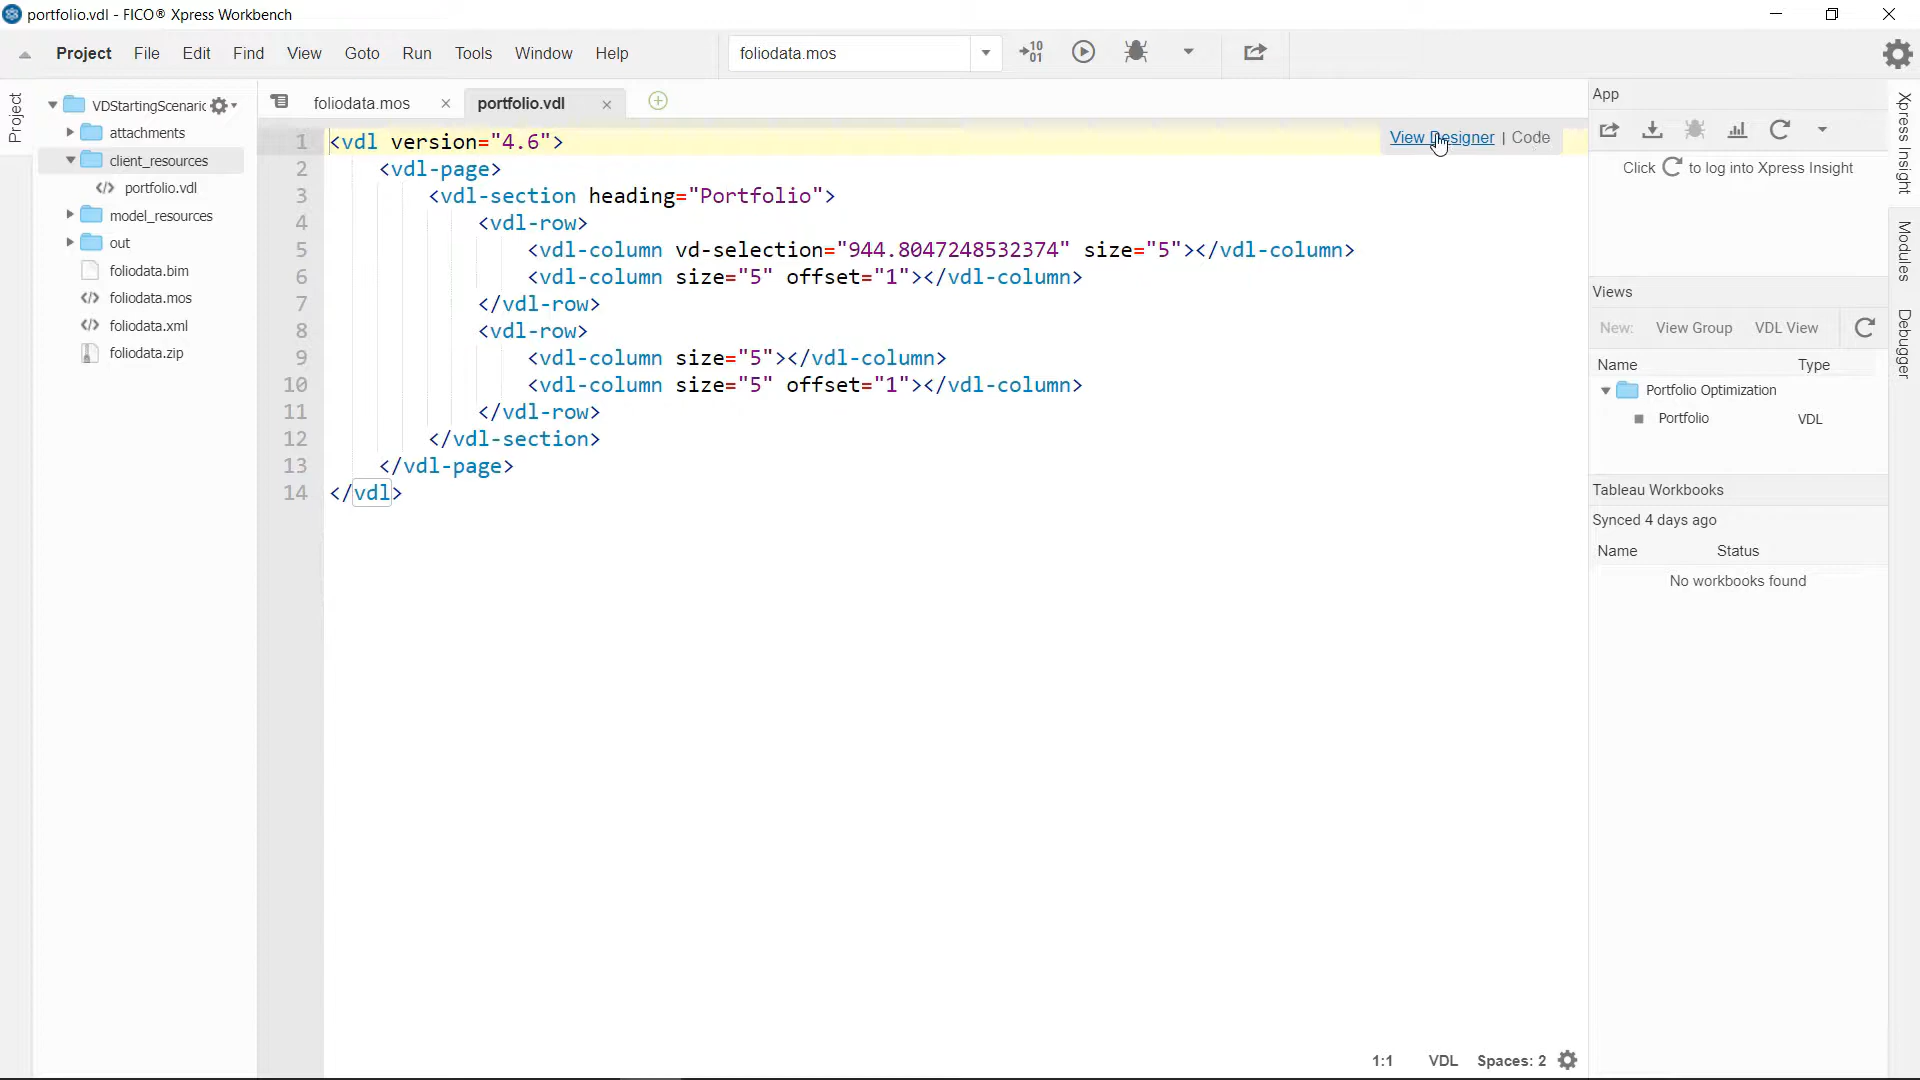 portfolio.vdl - FICO® Xpress Workbench
Project File Edit Find View Goto Run Tools Window Help
foliodata.mos
10
01
Project
VDStartingScenaric
attachments
client_resources
portfolio.vdl
model_resources
out
foliodata.bim
foliodata.mos
foliodata.xml
foliodata.zip
foliodata.mos
portfolio.vdl
View Designer | Code
1 <vdl version="4.6">
2 <vdl-page>
3 <vdl-section heading="Portfolio">
4 <vdl-row>
5 <vdl-column vd-selection="944.8047248532374" size="5"></vdl-column>
6 <vdl-column size="5" offset="1"></vdl-column>
7 </vdl-row>
8 <vdl-row>
9 <vdl-column size="5"></vdl-column>
10 <vdl-column size="5" offset="1"></vdl-column>
11 </vdl-row>
12 </vdl-section>
13 </vdl-page>
14 </vdl>
1:1 VDL Spaces: 2
App
Click to log into Xpress Insight
Views
New: View Group VDL View
Name Type
Portfolio Optimization
Portfolio VDL
Tableau Workbooks
Synced 4 days ago
Name Status
No workbooks found
Xpress Insight
Modules
Debugger